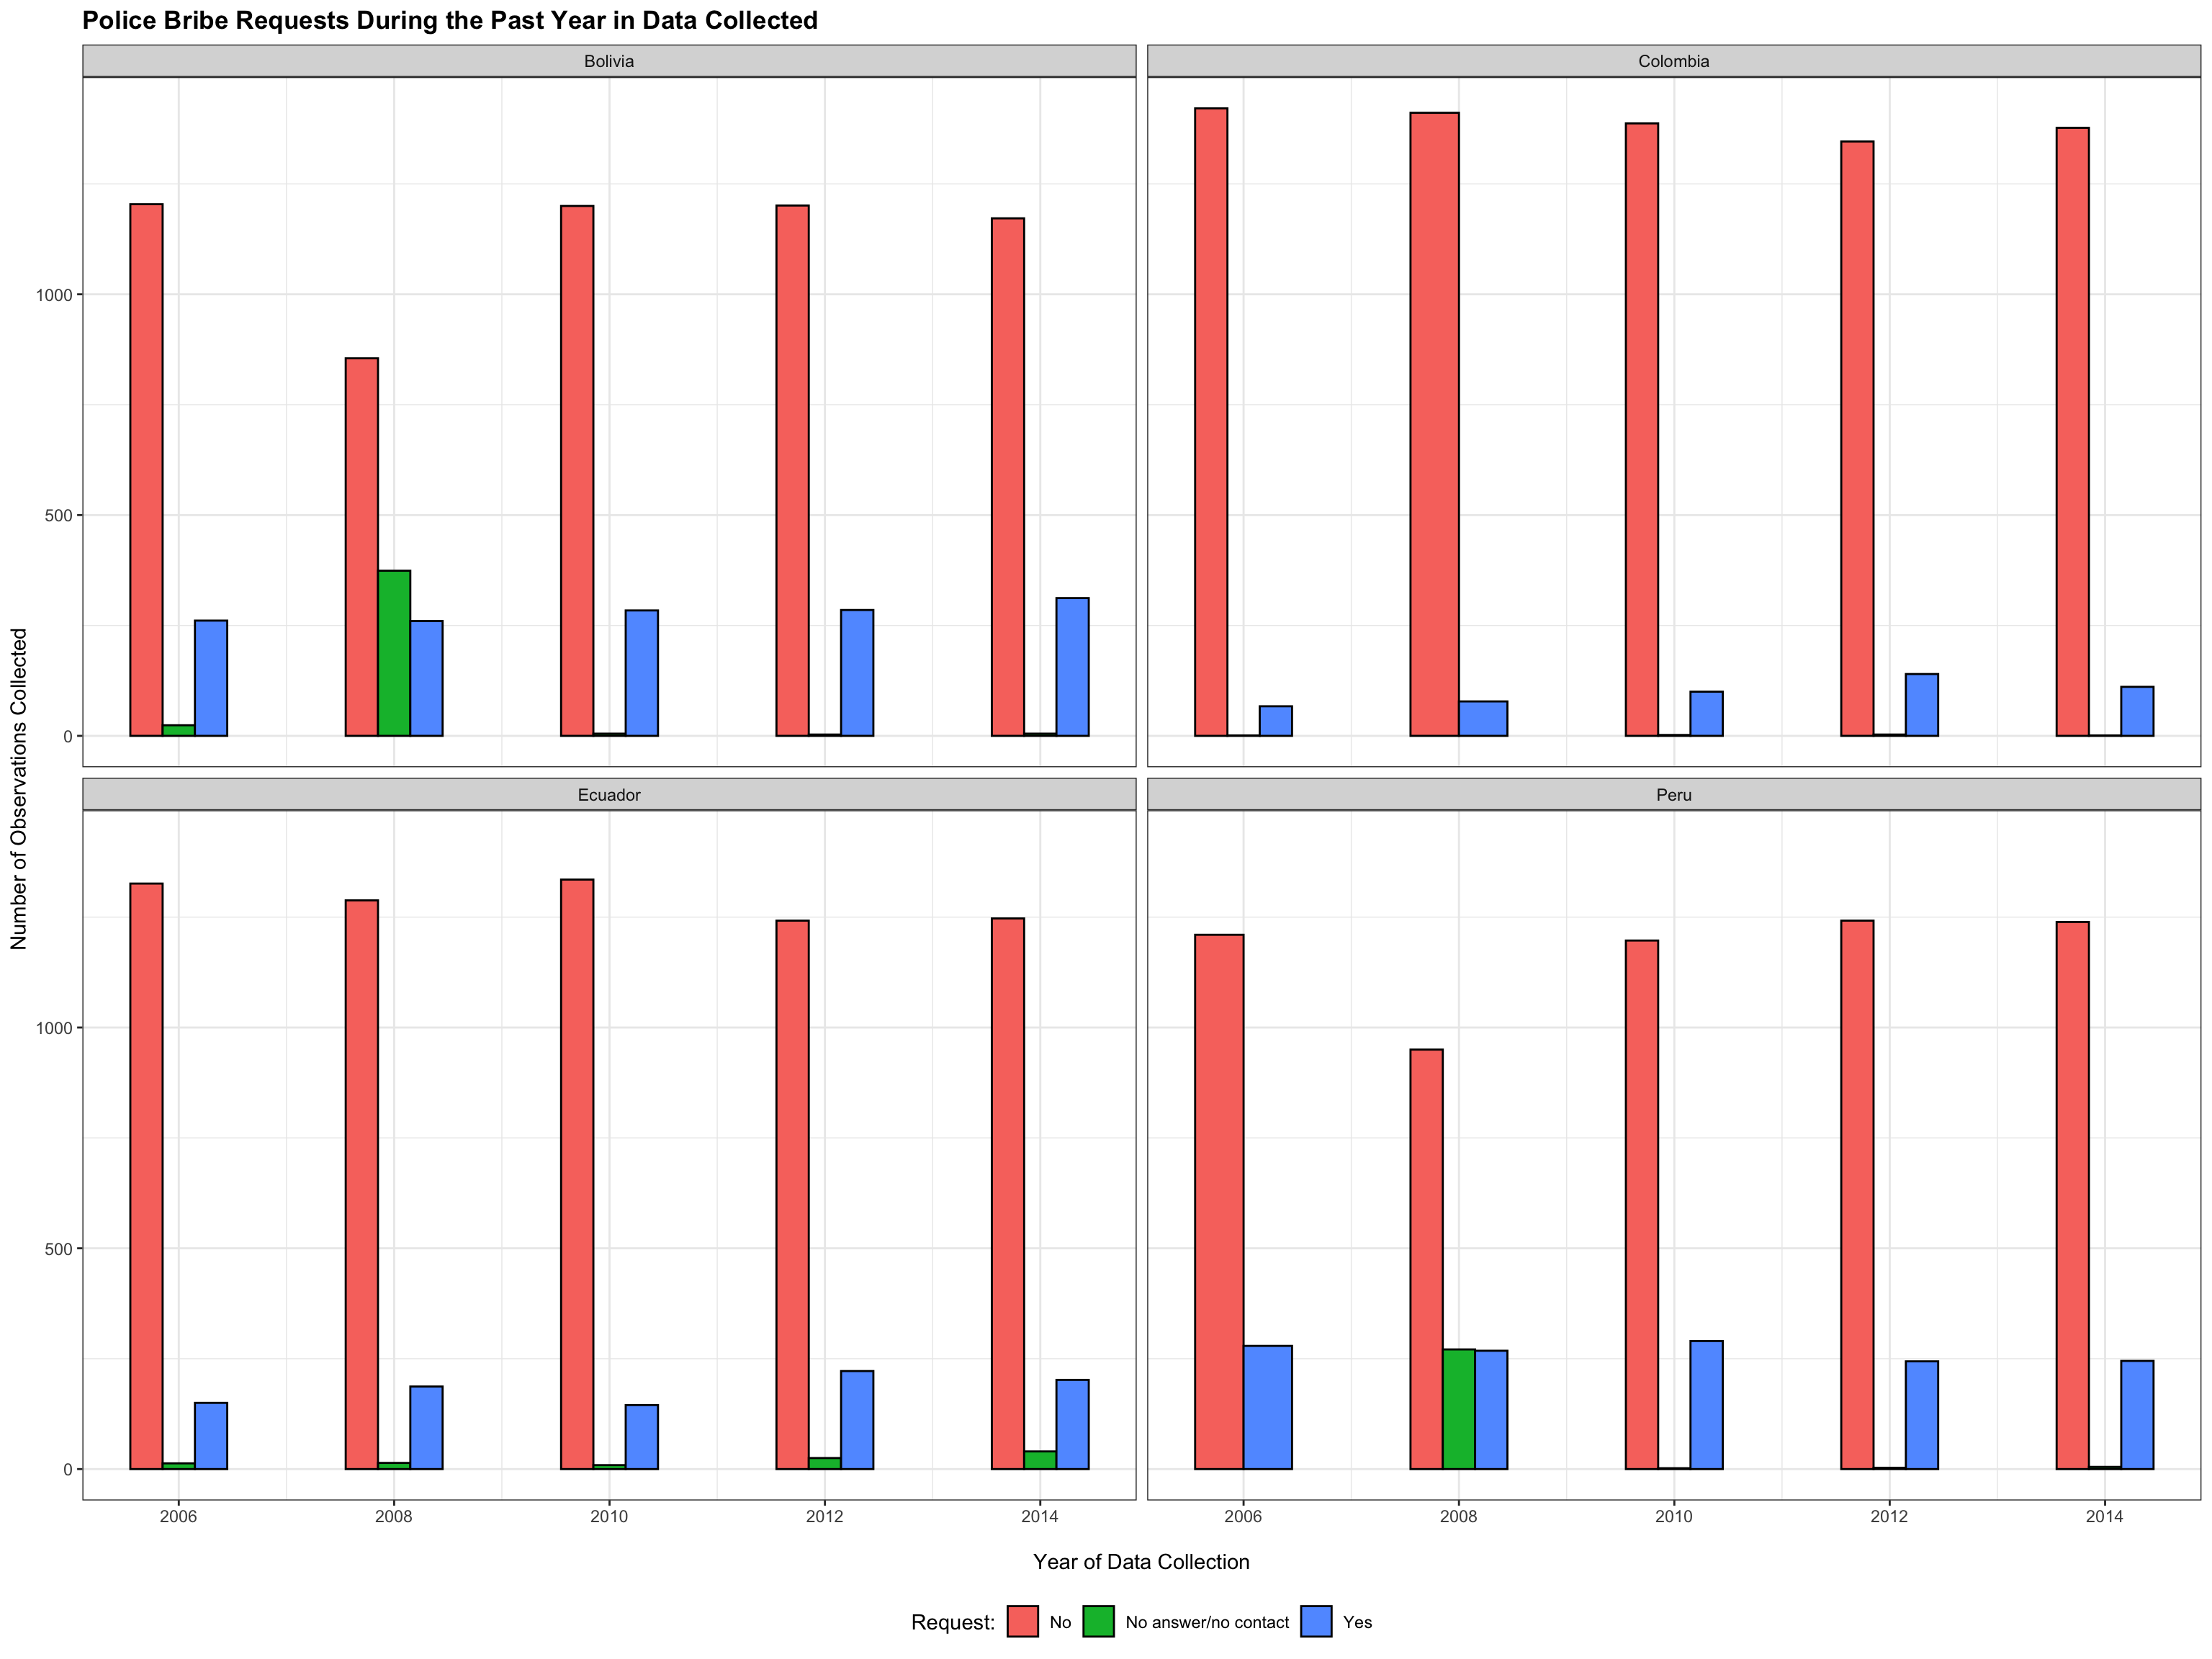 Police Bribe Requests During the Past Year in Data Collected
Bolivia
Colombia
1000
500
0
Ecuador
Peru
1000
500
0
Number of Observations Collected
2006 2008 2010 2012 2014
2006 2008 2010 2012 2014
Year of Data Collection
Request: No No answer/no contact Yes